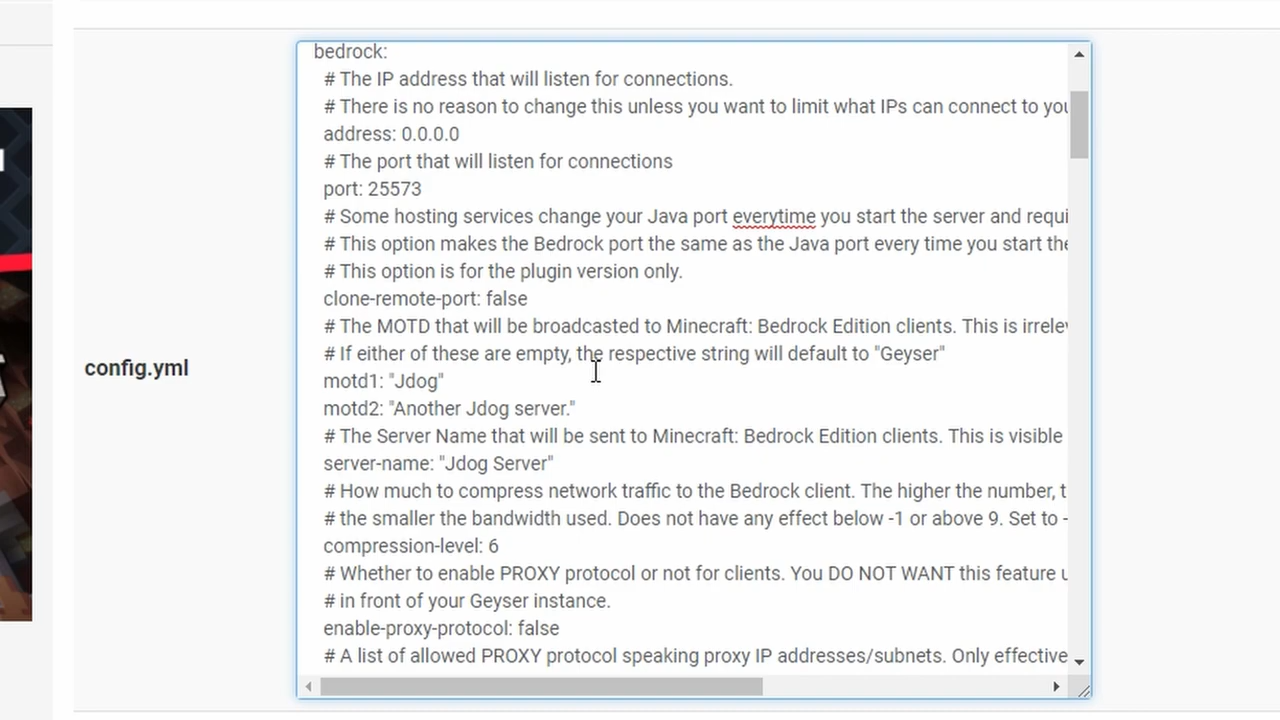 bedrock:
# The IP address that will listen for connections.
# There is no reason to change this unless you want to limit what IPs can connect to you
address: 0.0.0.0
# The port that will listen for connections
port: 25573
# Some hosting services change your Java port everytime you start the server and requi
# This option makes the Bedrock port the same as the Java port every time you start the
# This option is for the plugin version only.
clone-remote-port: false
# The MOTD that will be broadcasted to Minecraft: Bedrock Edition clients. This is irrelev
# If either of these are empty, the respective string will default to "Geyser"
config.yml
motd1: "Jdog"
motd2: "Another Jdog server."
# The Server Name that will be sent to Minecraft: Bedrock Edition clients. This is visible
server-name: "Jdog Server"
# How much to compress network traffic to the Bedrock client. The higher the number, t
# the smaller the bandwidth used. Does not have any effect below -1 or above 9. Set to -
compression-level: 6
# Whether to enable PROXY protocol or not for clients. You DO NOT WANT this feature u
# in front of your Geyser instance.
enable-proxy-protocol: false
# A list of allowed PROXY protocol speaking proxy IP addresses/subnets. Only effective